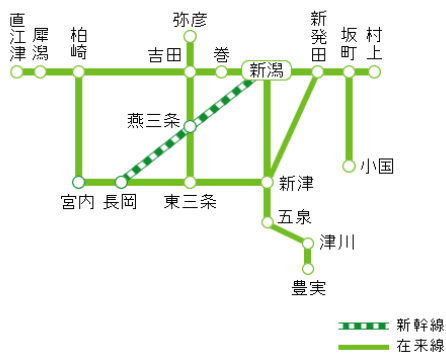 直江津
犀潟
柏崎
弥彦
吉田
巻
新潟
新発田
坂町
村上
燕三条
小国
宮内
長岡
東三条
新津
五泉
津川
豊実
新幹線
在来線